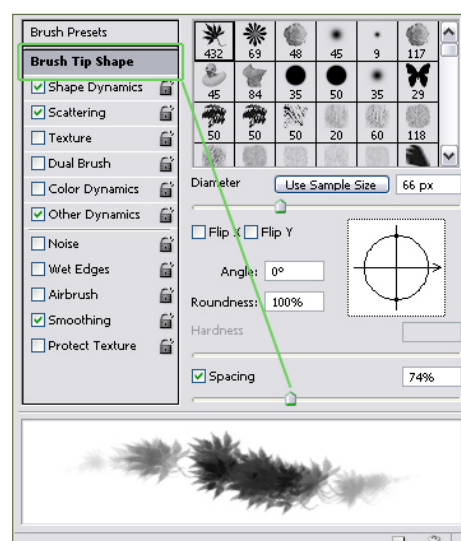 Brush Presets
Brush Tip Shape
Shape Dynamics
Scattering
Texture
Dual Brush
Color Dynamics
Other Dynamics
Noise
Wet Edges
Airbrush
Smoothing
Protect Texture
432 69 48 45 9 117
45 84 35 50 35 29
50 50 50 20 60 118
Diameter Use Sample Size 66 px
Flip X Flip Y
Angle: 0°
Roundness: 100%
Hardness
Spacing 74%